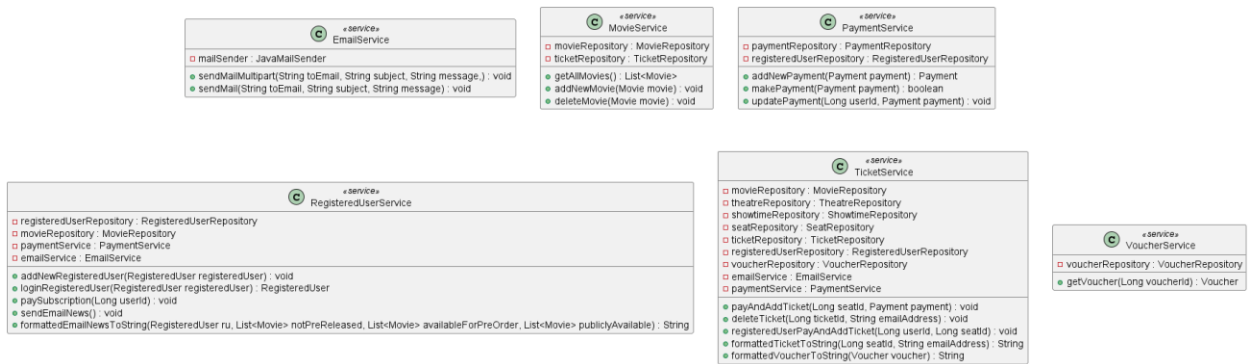 C
«service»
EmailService
mailSender : JavaMailSender
sendMailMultipart(String toEmail, String subject, String message,) : void
sendMail(String toEmail, String subject, String message) : void
C
«service»
MovieService
movieRepository : MovieRepository
ticketRepository : TicketRepository
getAllMovies() : List<Movie>
addNewMovie(Movie movie) : void
deleteMovie(Movie movie) : void
C
«service»
PaymentService
paymentRepository : PaymentRepository
registeredUserRepository : RegisteredUserRepository
addNewPayment(Payment payment) : Payment
makePayment(Payment payment) : boolean
updatePayment(Long userId, Payment payment) : void
C
«service»
RegisteredUserService
registeredUserRepository : RegisteredUserRepository
movieRepository : MovieRepository
paymentService : PaymentService
emailService : EmailService
addNewRegisteredUser(RegisteredUser registeredUser) : void
loginRegisteredUser(RegisteredUser registeredUser) : RegisteredUser
paySubscription(Long userId) : void
sendEmailNews() : void
formattedEmailNewsToString(RegisteredUser ru, List<Movie> notPreReleased, List<Movie> availableForPreOrder, List<Movie> publiclyAvailable) : String
C
«service»
TicketService
movieRepository : MovieRepository
theatreRepository : TheatreRepository
showtimeRepository : ShowtimeRepository
seatRepository : SeatRepository
ticketRepository : TicketRepository
registeredUserRepository : RegisteredUserRepository
voucherRepository : VoucherRepository
emailService : EmailService
paymentService : PaymentService
payAndAddTicket(Long seatId, Payment payment) : void
deleteTicket(Long ticketId, String emailAddress) : void
registeredUserPayAndAddTicket(Long userId, Long seatId) : void
formattedTicketToString(Long seatId, String emailAddress) : String
formattedVoucherToString(Voucher voucher) : String
C
«service»
VoucherService
voucherRepository : VoucherRepository
getVoucher(Long voucherId) : Voucher